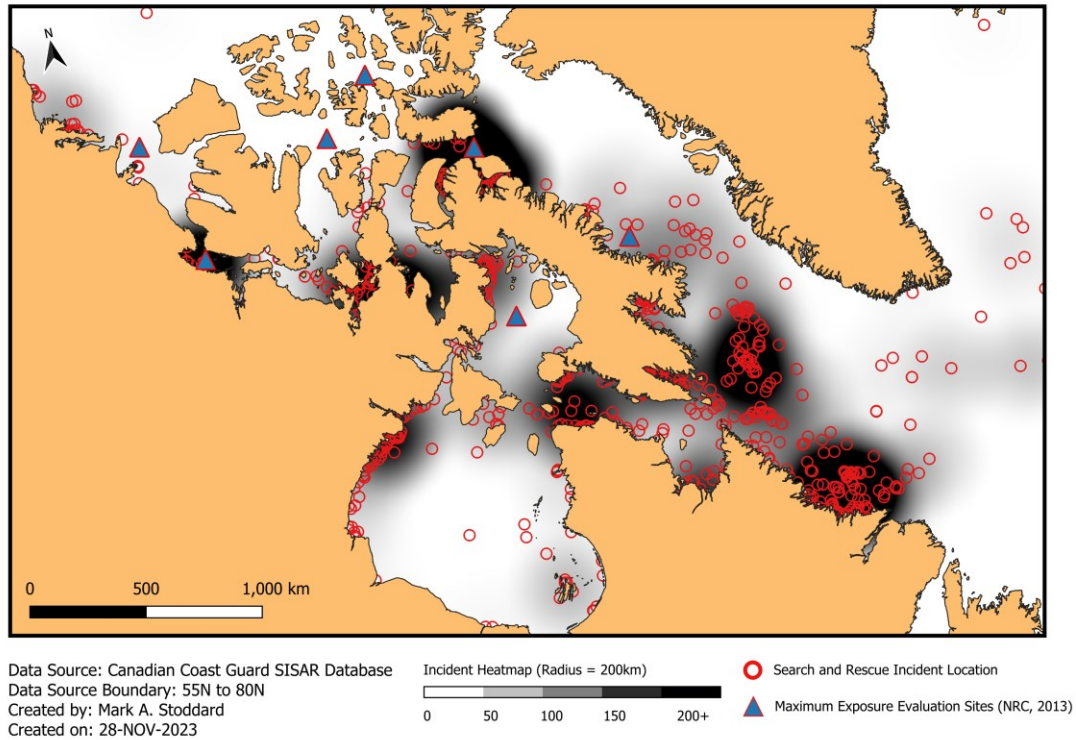 N
0 500 1,000 km
Data Source: Canadian Coast Guard SISAR Database
Data Source Boundary: 55N to 80N
Created by: Mark A. Stoddard
Created on: 28-NOV-2023
Incident Heatmap (Radius = 200km)
0 50 100 150 200+
Search and Rescue Incident Location
Maximum Exposure Evaluation Sites (NRC, 2013)